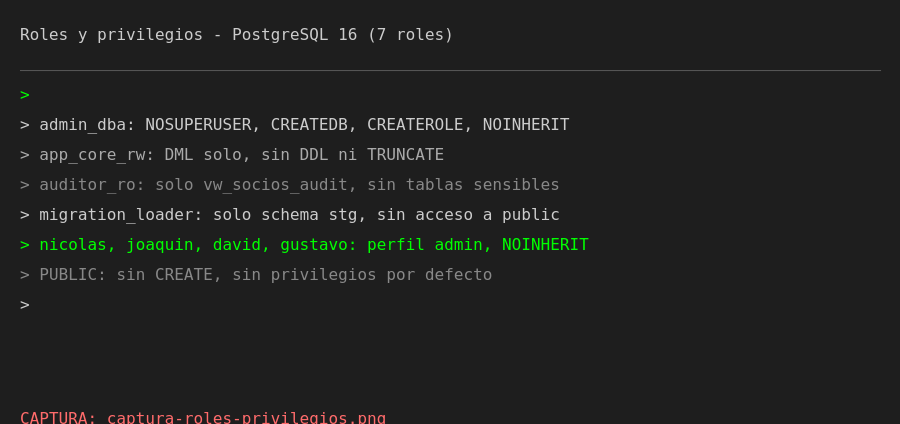 Roles y privilegios - PostgreSQL 16 (7 roles)
>
> admin_dba: NOSUPERUSER, CREATEDB, CREATEROLE, NOINHERIT
> app_core_rw: DML solo, sin DDL ni TRUNCATE
> auditor_ro: solo vw_socios_audit, sin tablas sensibles
> migration_loader: solo schema stg, sin acceso a public
> nicolas, joaquin, david, gustavo: perfil admin, NOINHERIT
> PUBLIC: sin CREATE, sin privilegios por defecto
>
CAPTURA: captura-roles-privilegios.png